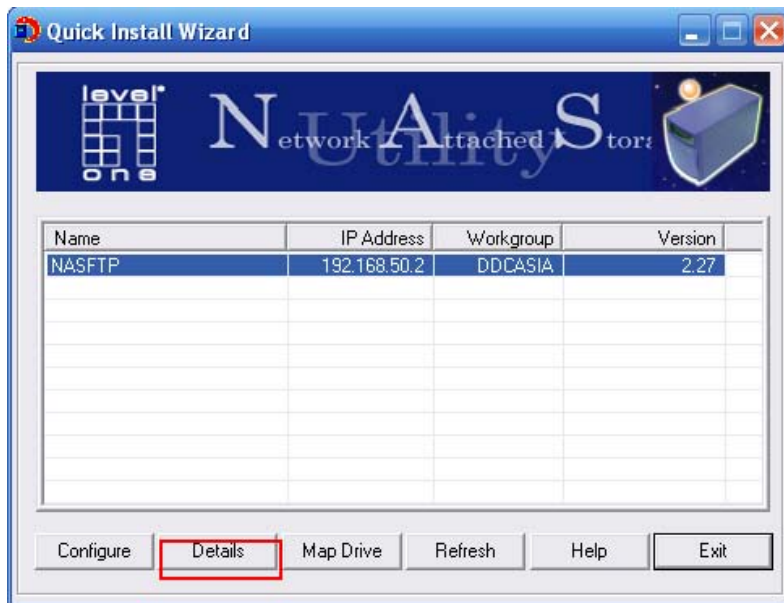 Quick Install Wizard
level
one
Network Attached Stora
Utility
Name IP Address Workgroup Version
NASFTP 192.168.50.2 DDCASIA 2.27
Configure Details Map Drive Refresh Help Exit